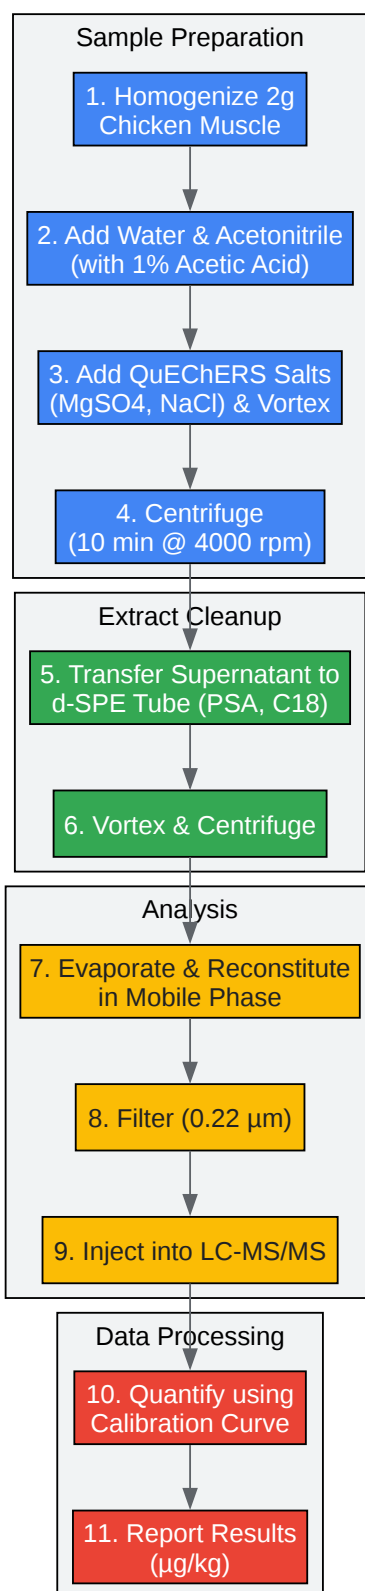 Sample Preparation
1. Homogenize 2g
Chicken Muscle
2. Add Water & Acetonitrile
(with 1% Acetic Acid)
3. Add QuEChERS Salts
(MgSO4, NaCl) & Vortex
4. Centrifuge
(10 min @ 4000 rpm)
Extract Cleanup
5. Transfer Supernatant to
d-SPE Tube (PSA, C18)
6. Vortex & Centrifuge
Analysis
7. Evaporate & Reconstitute
in Mobile Phase
8. Filter (0.22 µm)
9. Inject into LC-MS/MS
Data Processing
10. Quantify using
Calibration Curve
11. Report Results
(µg/kg)